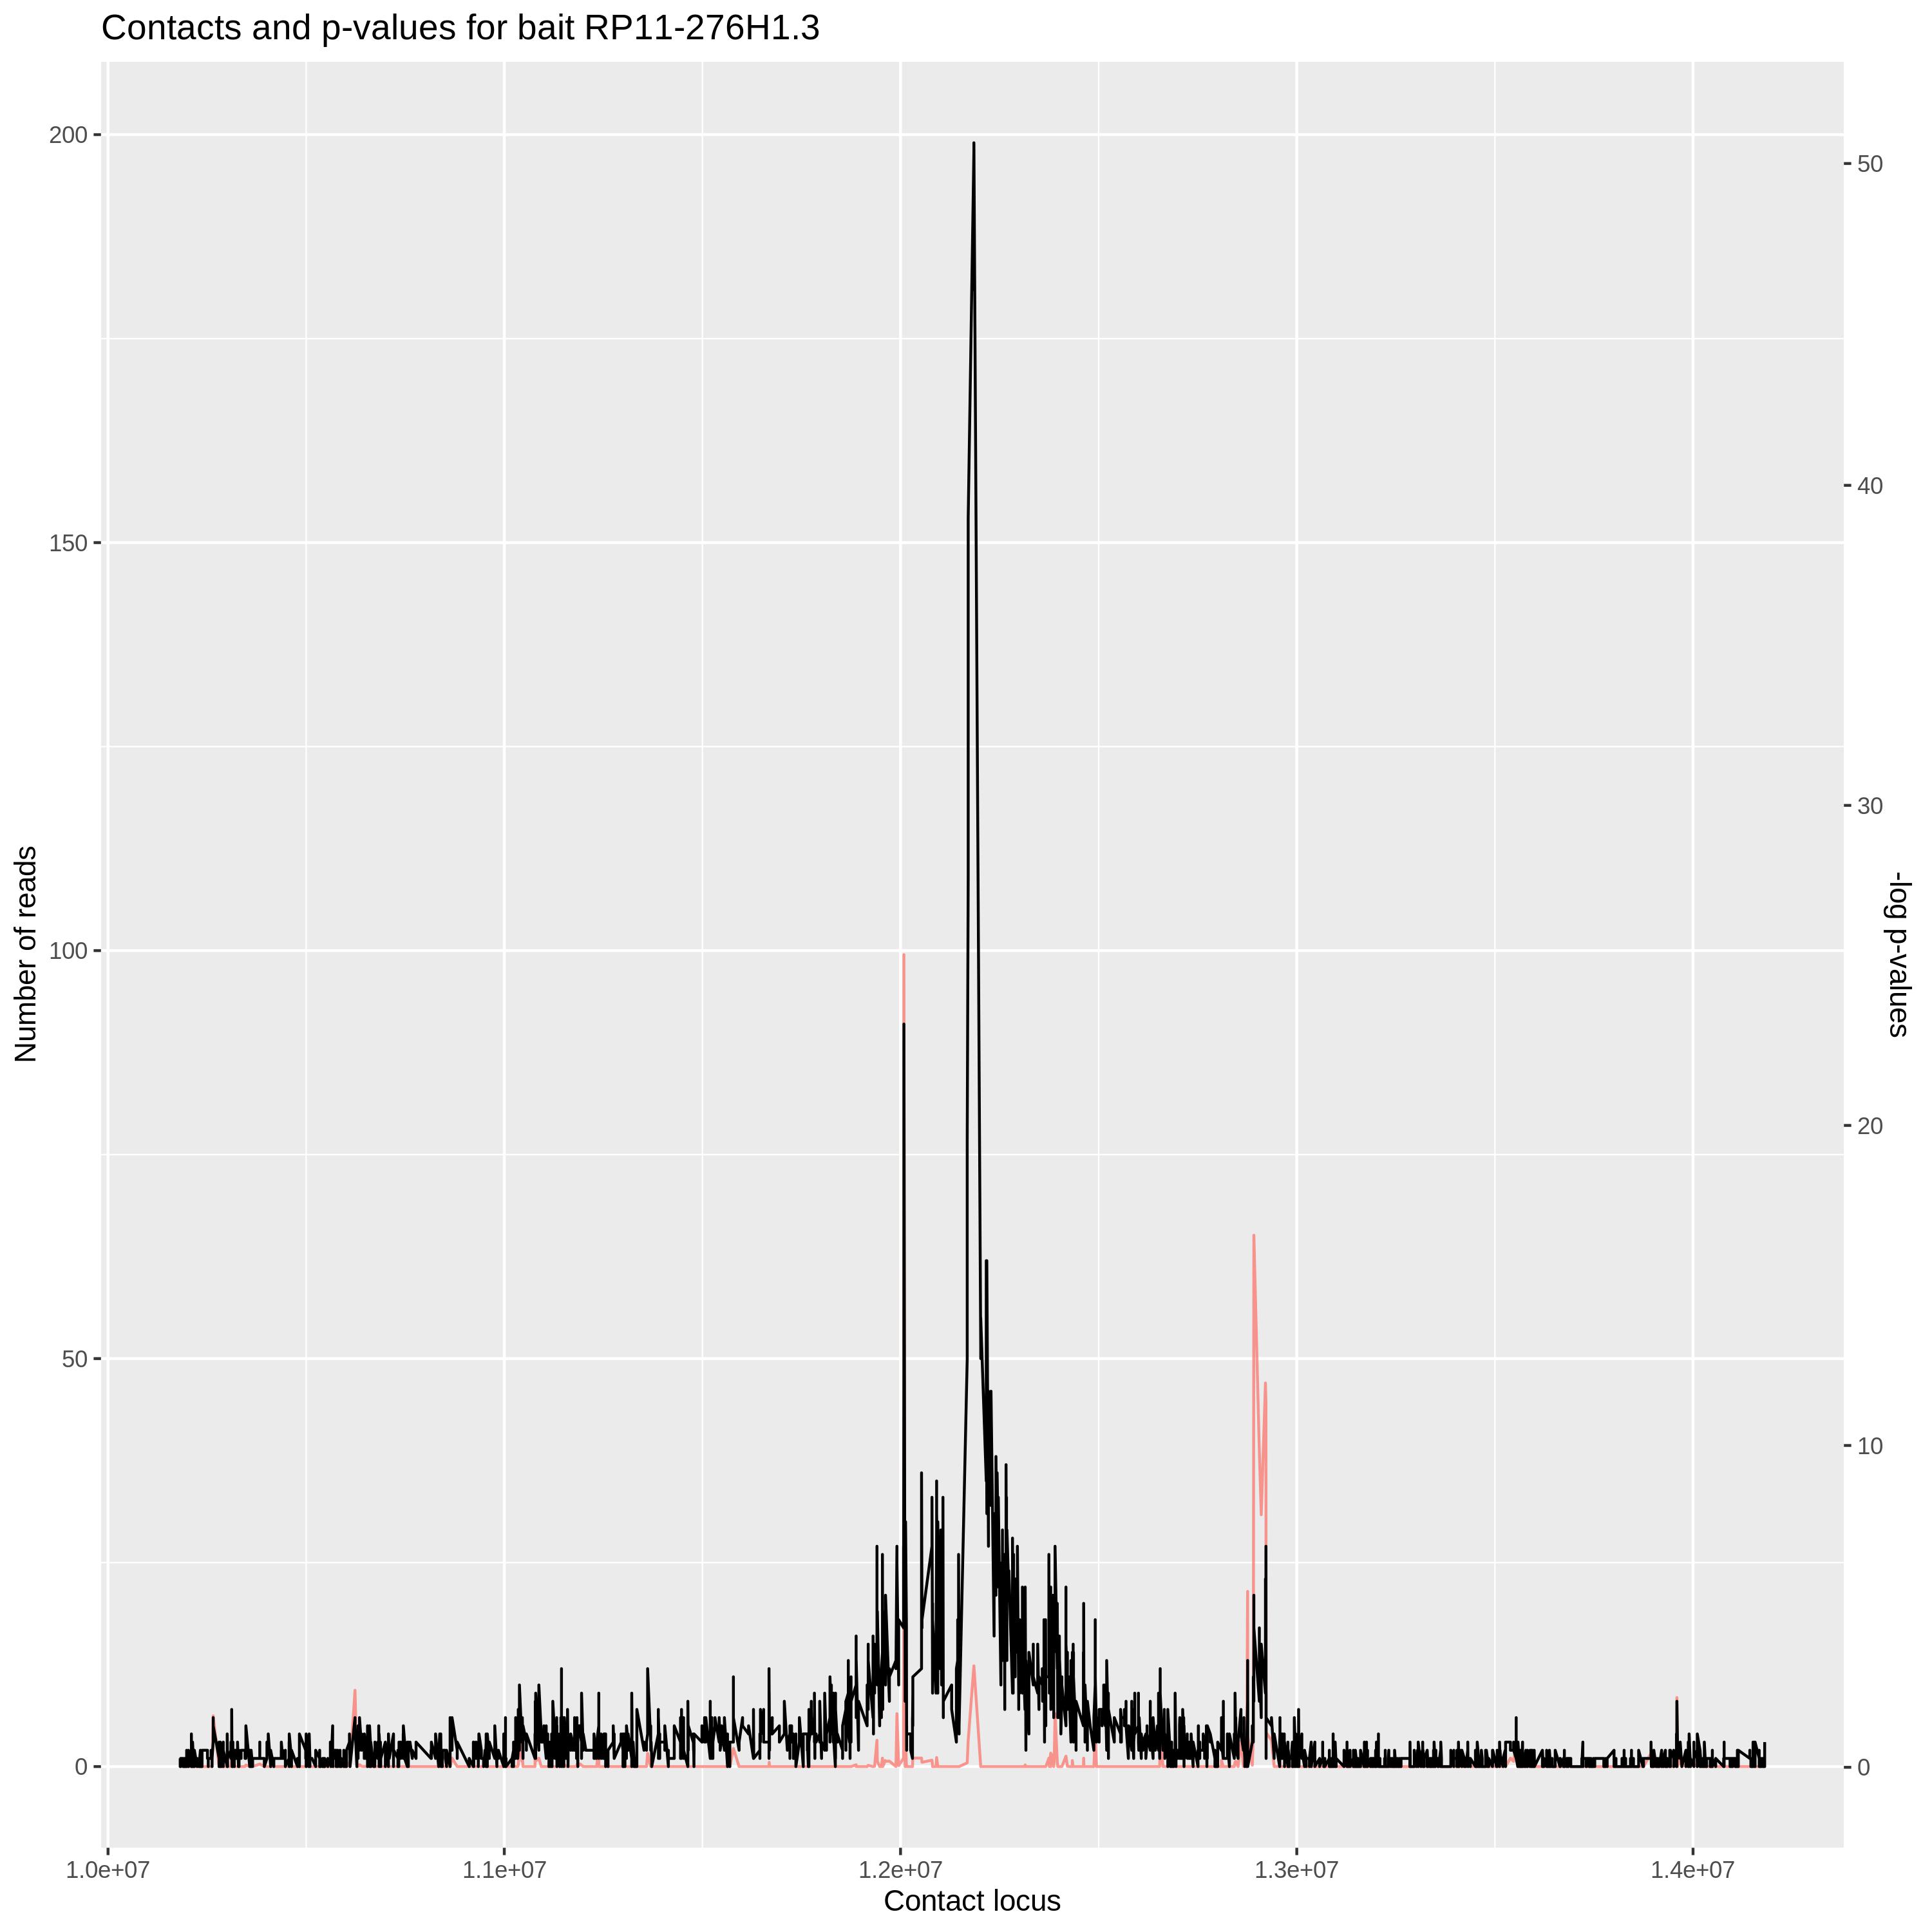 Contacts and p-values for bait RP11-276H1.3
200
150
100
50
0
50
40
30
20
10
0
Number of reads
-log p-values
1.0e+07
1.1e+07
1.2e+07
1.3e+07
1.4e+07
Contact locus